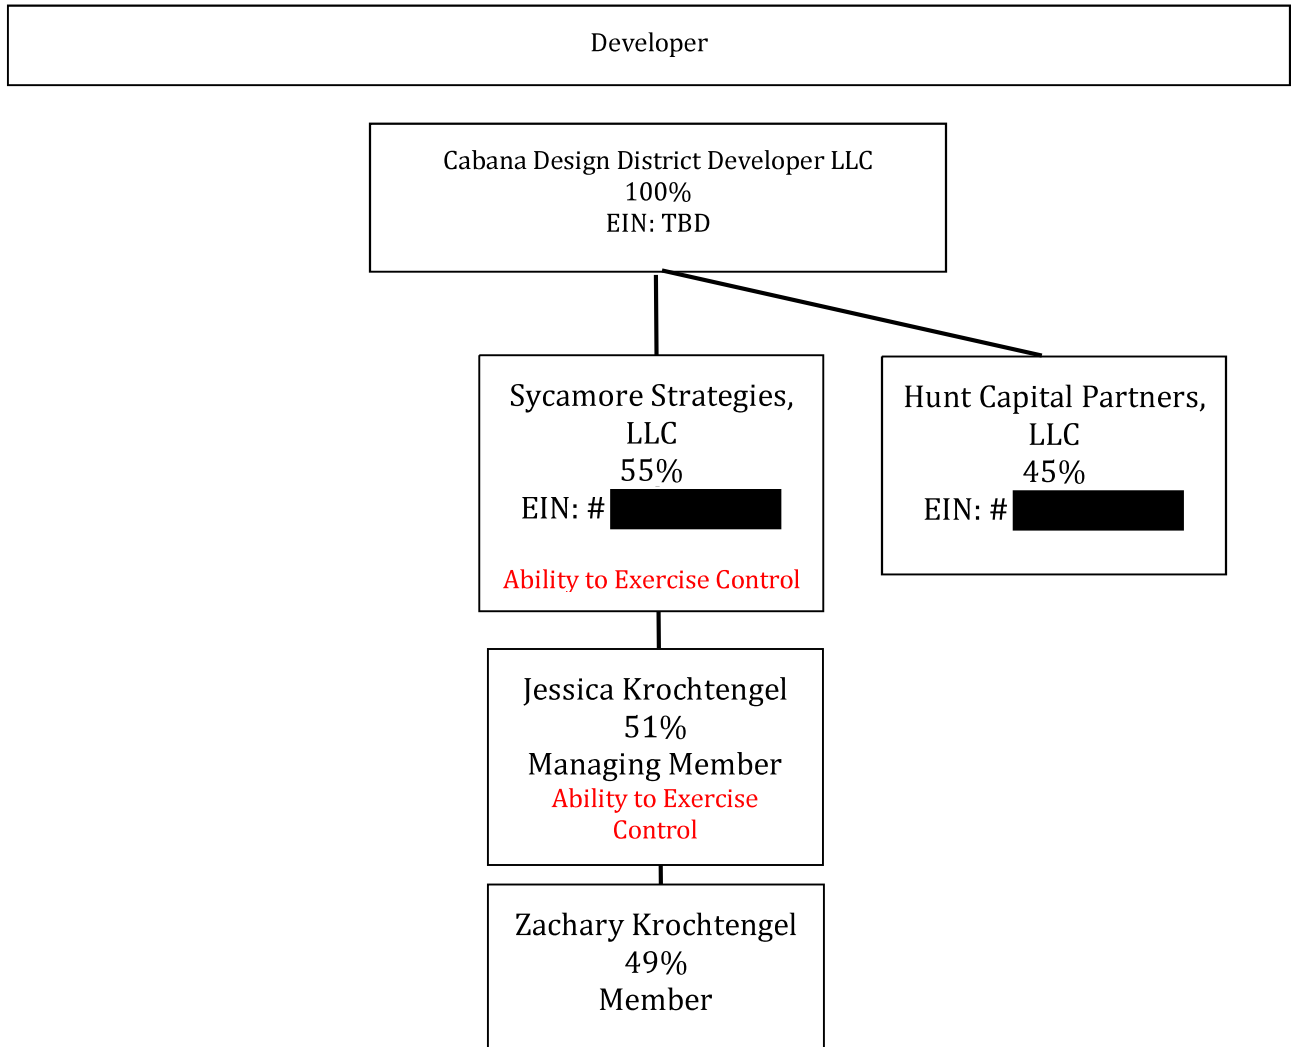 Developer
Cabana Design District Developer LLC
100%
EIN: TBD
Sycamore Strategies,
LLC
55%
EIN: #
Ability to Exercise Control
Hunt Capital Partners,
LLC
45%
EIN: #
Jessica Krochtengel
51%
Managing Member
Ability to Exercise
Control
Zachary Krochtengel
49%
Member